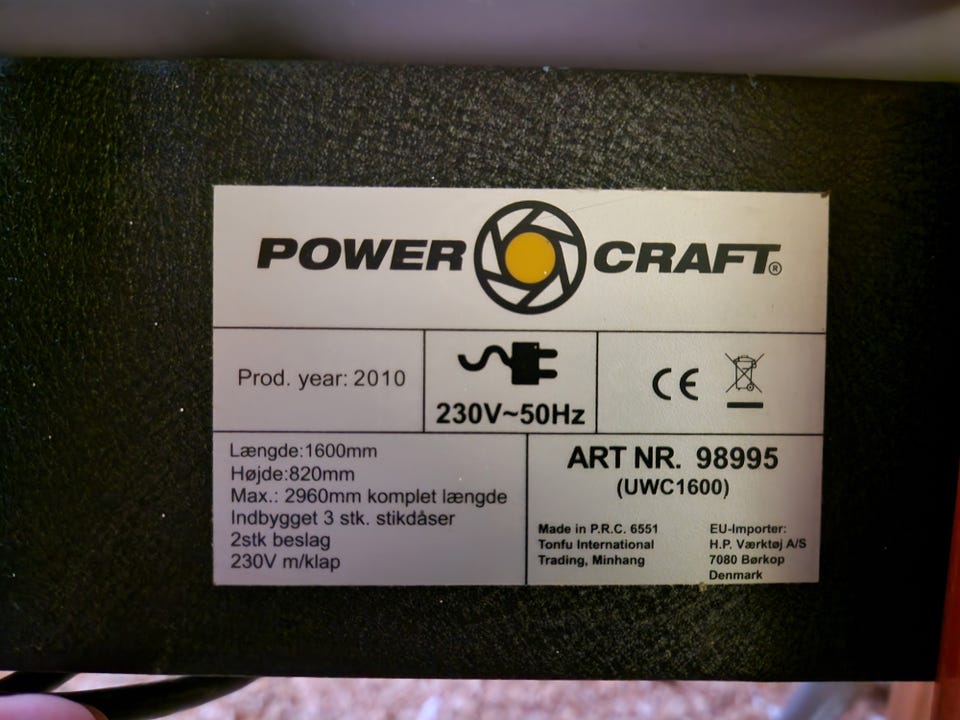 POWER CRAFT®
Prod. year: 2010
230V~50Hz
CE
Længde:1600mm
Højde:820mm
Max.: 2960mm komplet længde
Indbygget 3 stk. stikdåser
2stk beslag
230V m/klap
ART NR. 98995
(UWC1600)
Made in P.R.C. 6551
Tonfu International
Trading, Minhang
EU-Importer:
H.P. Værktøj A/S
7080 Børkop
Denmark